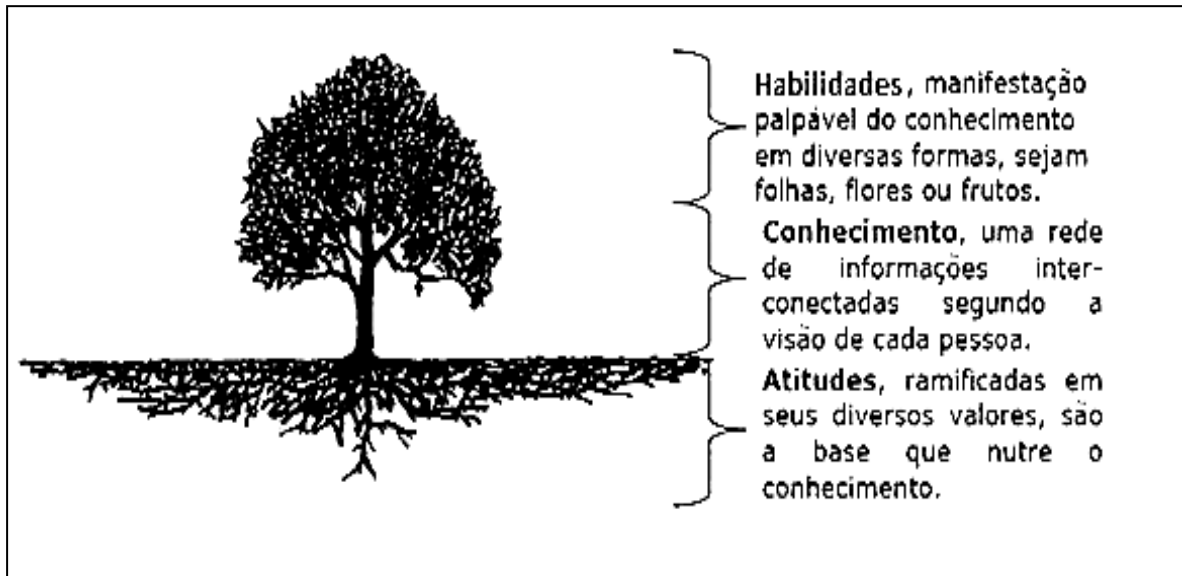 Habilidades, manifestação
palpável do conhecimento
em diversas formas, sejam
folhas, flores ou frutos.
Conhecimento, uma rede
de informações inter-
conectadas segundo a
visão de cada pessoa.
Atitudes, ramificadas em
seus diversos valores, são
a base que nutre o
conhecimento.